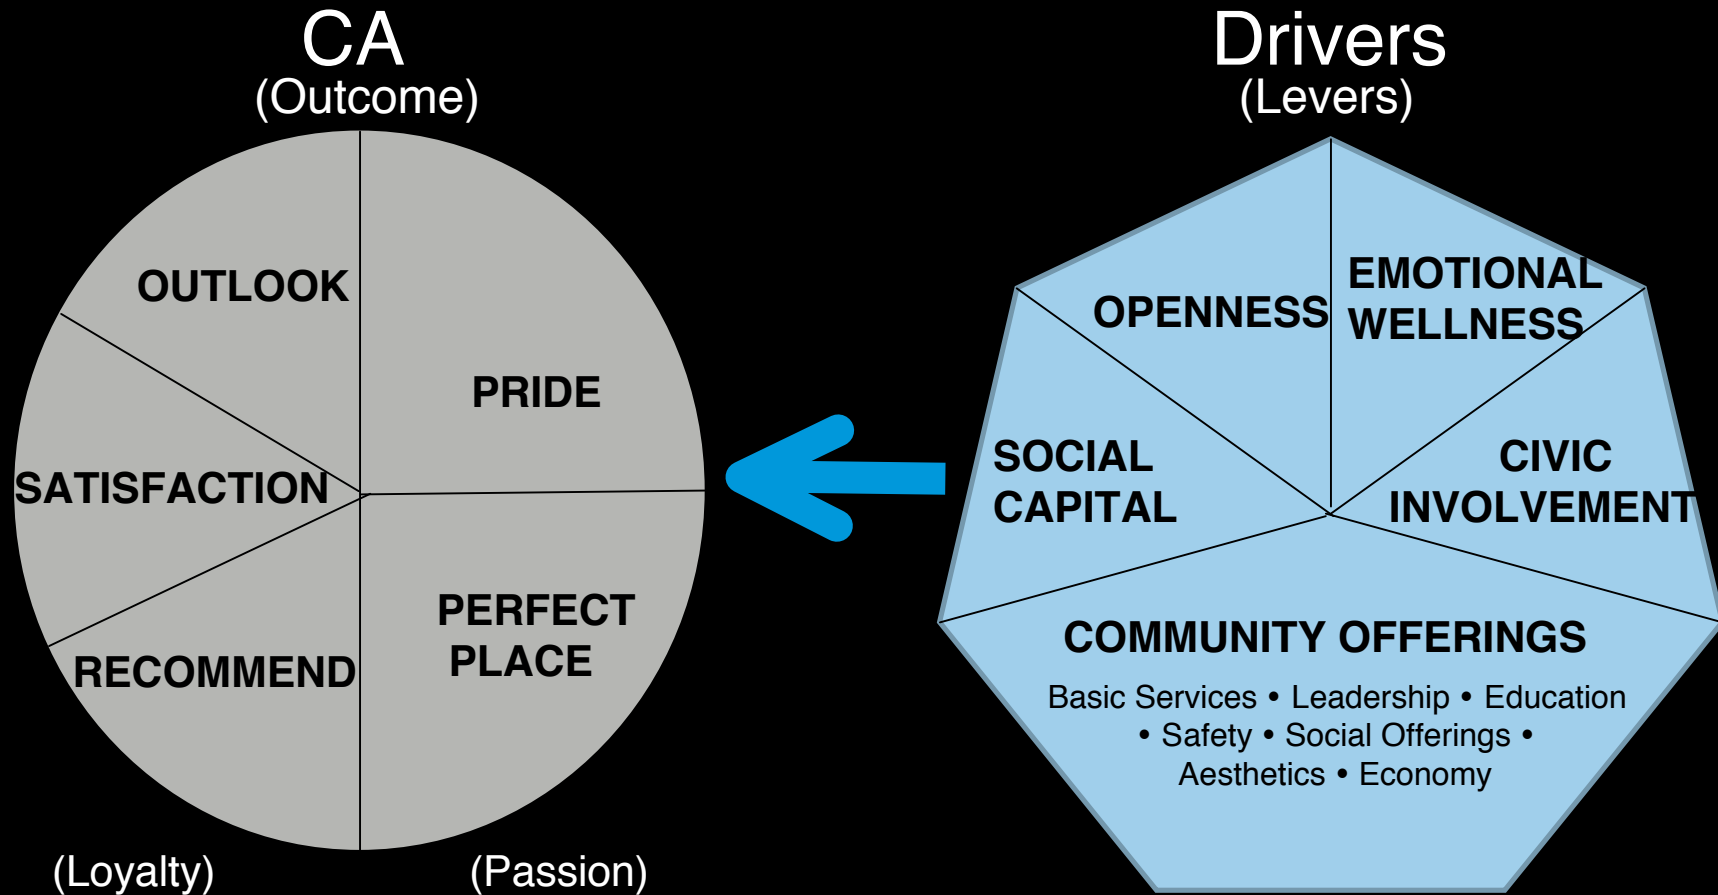 CA
(Outcome)
OUTLOOK
PRIDE
SATISFACTION
PERFECT
PLACE
RECOMMEND
(Loyalty)
(Passion)
Drivers
(Levers)
OPENNESS
EMOTIONAL
WELLNESS
SOCIAL
CAPITAL
CIVIC
INVOLVEMENT
COMMUNITY OFFERINGS
Basic Services • Leadership • Education
• Safety • Social Offerings •
Aesthetics • Economy